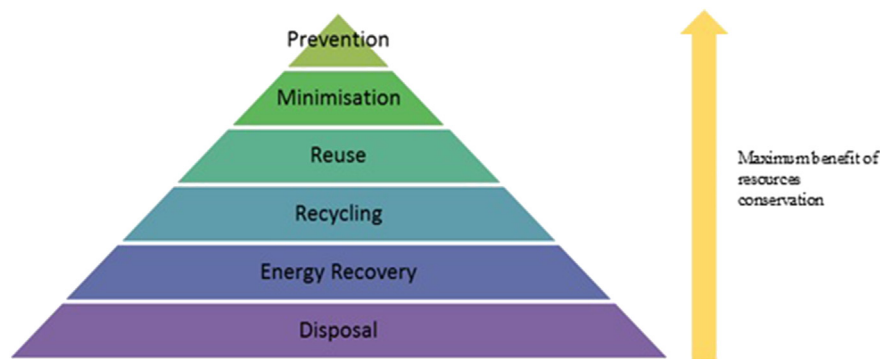 Prevention
Minimisation
Reuse
Recycling
Energy Recovery
Disposal
Maximum benefit of
resources
conservation